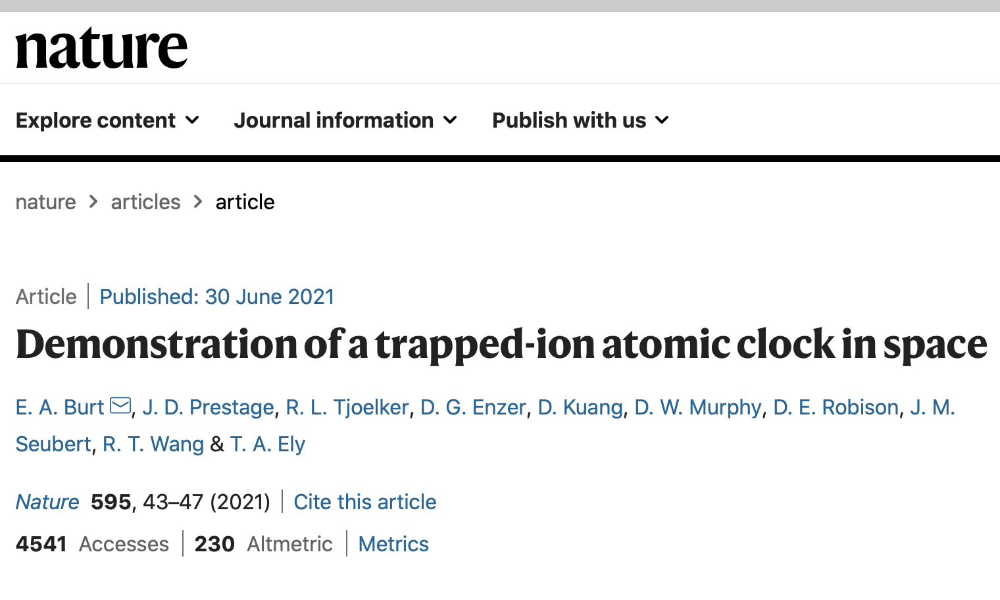 nature
Explore content Journal information Publish with us
nature > articles > article
Article | Published: 30 June 2021
Demonstration of a trapped-ion atomic clock in space
E. A. Burt, J. D. Prestage, R. L. Tjoelker, D. G. Enzer, D. Kuang, D. W. Murphy, D. E. Robison, J. M.
Seubert, R. T. Wang & T. A. Ely
Nature 595, 43–47 (2021) | Cite this article
4541 Accesses | 230 Altmetric | Metrics